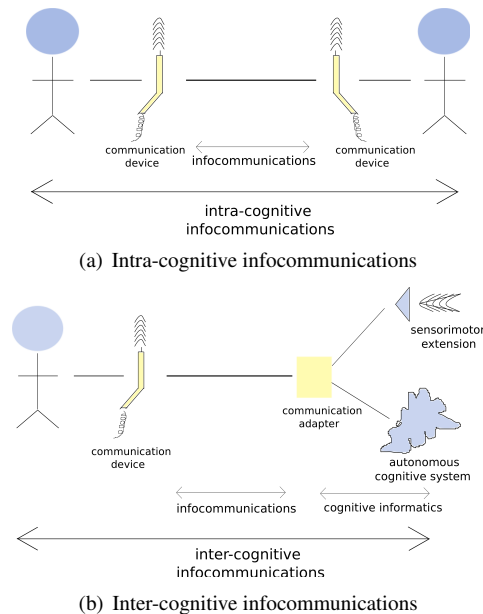 communication
device
infocommunications
communication
device
intra-cognitive
infocommunications
(a) Intra-cognitive infocommunications
sensorimotor
extension
communication
adapter
communication
device
autonomous
cognitive system
infocommunications
cognitive informatics
inter-cognitive
infocommunications
(b) Inter-cognitive infocommunications